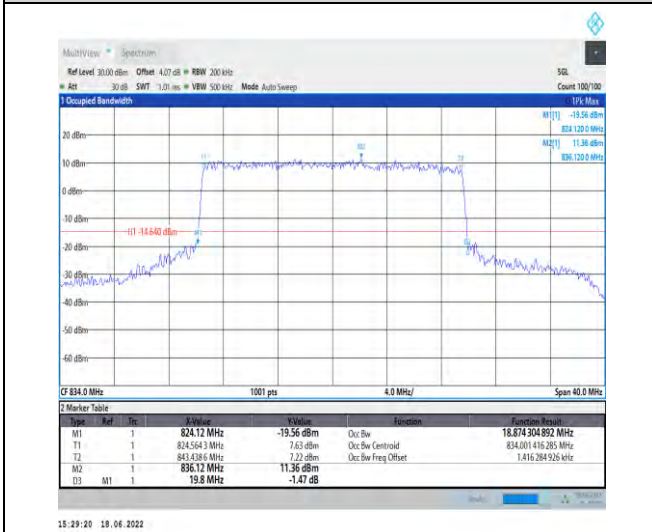 MultiView Spectrum
Ref Level 30.00 dBm Offset 4.07 dB RBW 200 kHz SGL
Att 30 dB SWT 1.01 ms VBW 500 kHz Mode Auto Sweep Count 100/100
1 Occupied Bandwidth 1Pk Max
M1[1] -19.56 dBm
824.120 0 MHz
M2[1] 11.36 dBm
836.120 0 MHz
20 dBm
M2
T1 T2
10 dBm
0 dBm
-10 dBm
H1 -14.640 dBm
M1
-20 dBm
-30 dBm
-40 dBm
-50 dBm
-60 dBm
CF 834.0 MHz 1001 pts 4.0 MHz/ Span 40.0 MHz
2 Marker Table
Type Ref Trc X-Value Y-Value Function Function Result
M1 1 824.12 MHz -19.56 dBm Occ Bw 18.874 304 892 MHz
T1 1 824.564 3 MHz 7.63 dBm Occ Bw Centroid 834.001 416 285 MHz
T2 1 843.438 6 MHz 7.22 dBm Occ Bw Freq Offset 1.416 284 926 kHz
M2 1 836.12 MHz 11.36 dBm
D3 M1 1 19.8 MHz -1.47 dB
15:29:20 18.06.2022